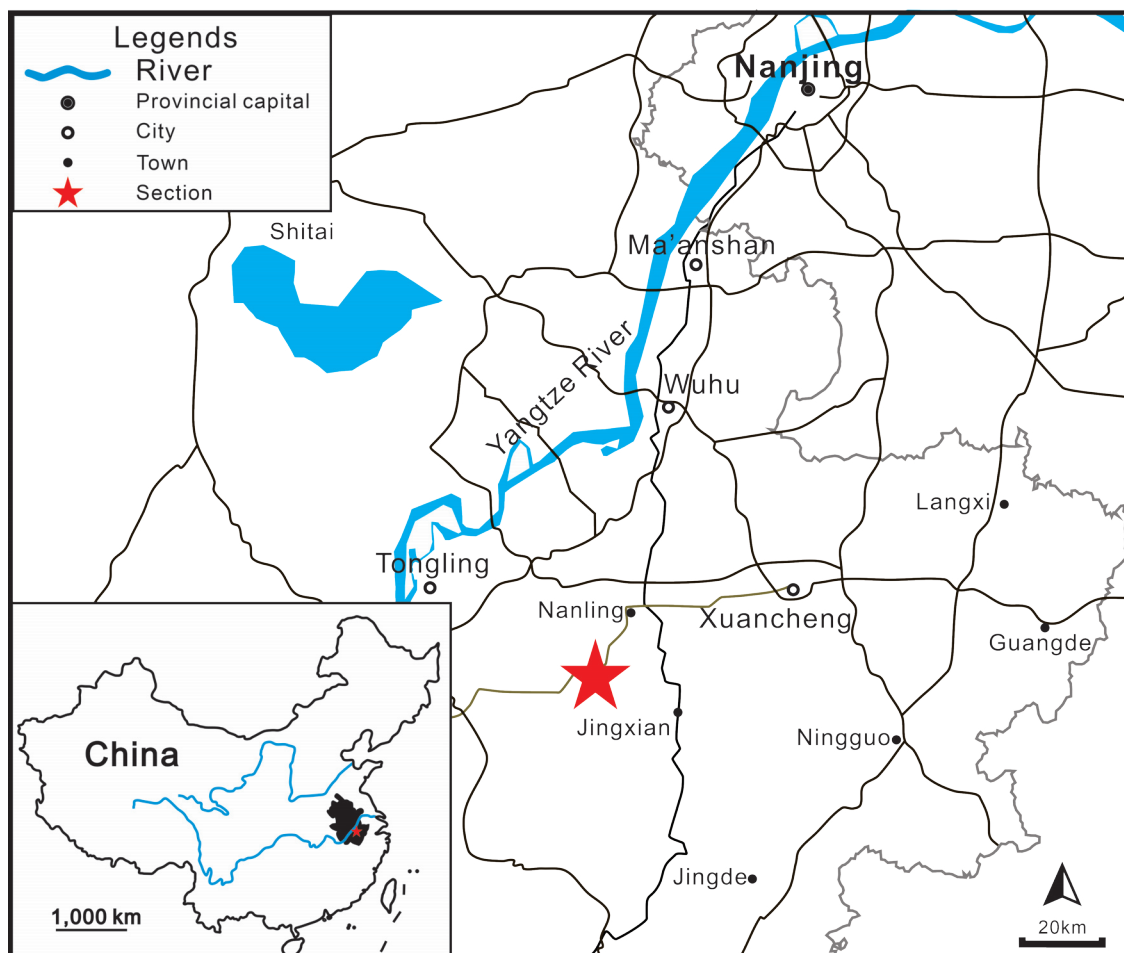 Legends
River
Provincial capital
City
Town
Section
Nanjing
Shitai
Ma’anshan
Yangtze River
Wuhu
Langxi
Tongling
Nanling
Xuancheng
Guangde
Jingxian
Ningguo
China
Jingde
1,000 km
20km